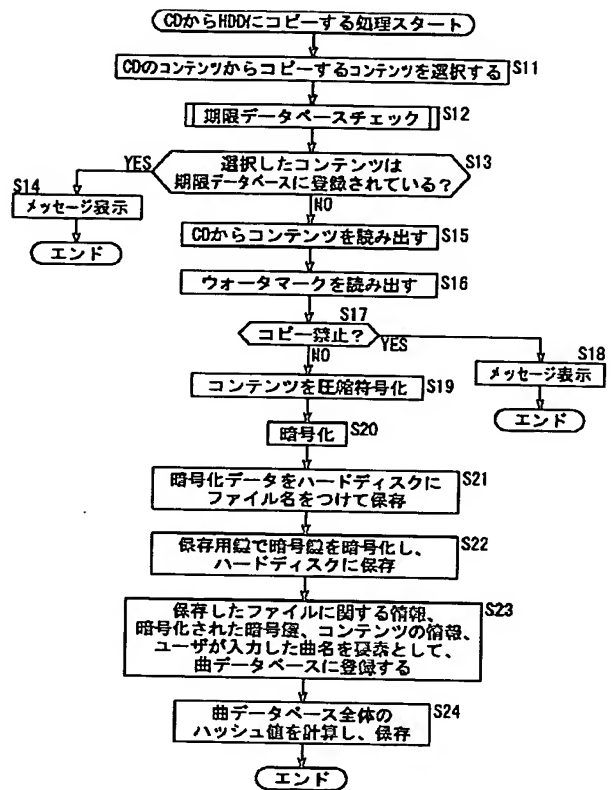 CDからHDDにコピーする処理スタート
CDのコンテンツからコピーするコンテンツを選択する S11
期限データベースチェック S12
S13
YES 選択したコンテンツは
期限データベースに登録されている?
S14
NO
メッセージ表示
エンド
CDからコンテンツを読み出す S15
ウォータマークを読み出す S16
S17
コピー禁止? YES
NO
S18
メッセージ表示
エンド
コンテンツを圧縮符号化 S19
暗号化 S20
暗号化データをハードディスクに S21
ファイル名をつけて保存
保存用鍵で暗号鍵を暗号化し、 S22
ハードディスクに保存
保存したファイルに関する情報、 S23
暗号化された暗号鍵、コンテンツの情報、
ユーザが入力した曲名を要素として、
曲データベースに登録する
曲データベース全体の S24
ハッシュ値を計算し、保存
エンド